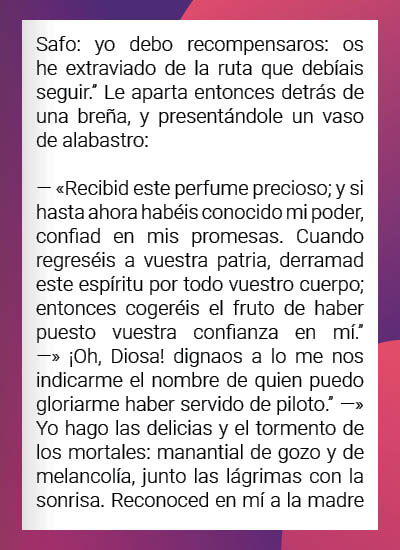 Safo: yo debo recompensaros: os
he extraviado de la ruta que debíais
seguir.” Le aparta entonces detrás de
una breña, y presentándole un vaso
de alabastro:
— «Recibid este perfume precioso; y si
hasta ahora habéis conocido mi poder,
confiad en mis promesas. Cuando
regreséis a vuestra patria, derramad
este espíritu por todo vuestro cuerpo;
entonces cogeréis el fruto de haber
puesto vuestra confianza en mí.”
—» ¡Oh, Diosa! dignaos a lo me nos
indicarme el nombre de quien puedo
gloriarme haber servido de piloto.” —»
Yo hago las delicias y el tormento de
los mortales: manantial de gozo y de
melancolía, junto las lágrimas con la
sonrisa. Reconoced en mí a la madre